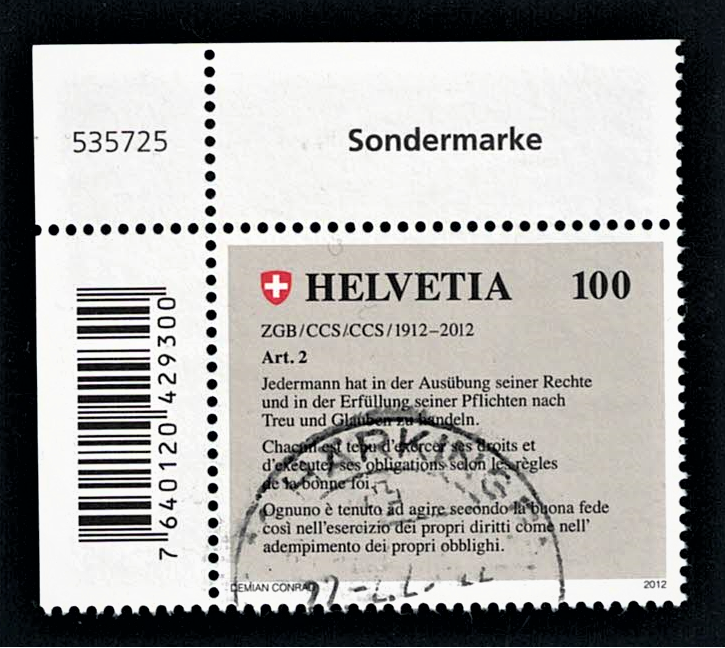 535725
Sondermarke
HELVETIA 100
ZGB/CCS/CCS/1912–2012
Art. 2
Jedermann hat in der Ausübung seiner Rechte
und in der Erfüllung seiner Pflichten nach
Treu und Glauben zu handeln.
Chacun est tenu d'exercer ses droits et
d'exécuter ses obligations selon les règles
de la bonne foi.
Ognuno è tenuto ad agire secondo la buona fede
così nell'esercizio dei propri diritti come nell'
adempimento dei propri obblighi.
DEMIAN CONRAD 2012
7 640120 429300